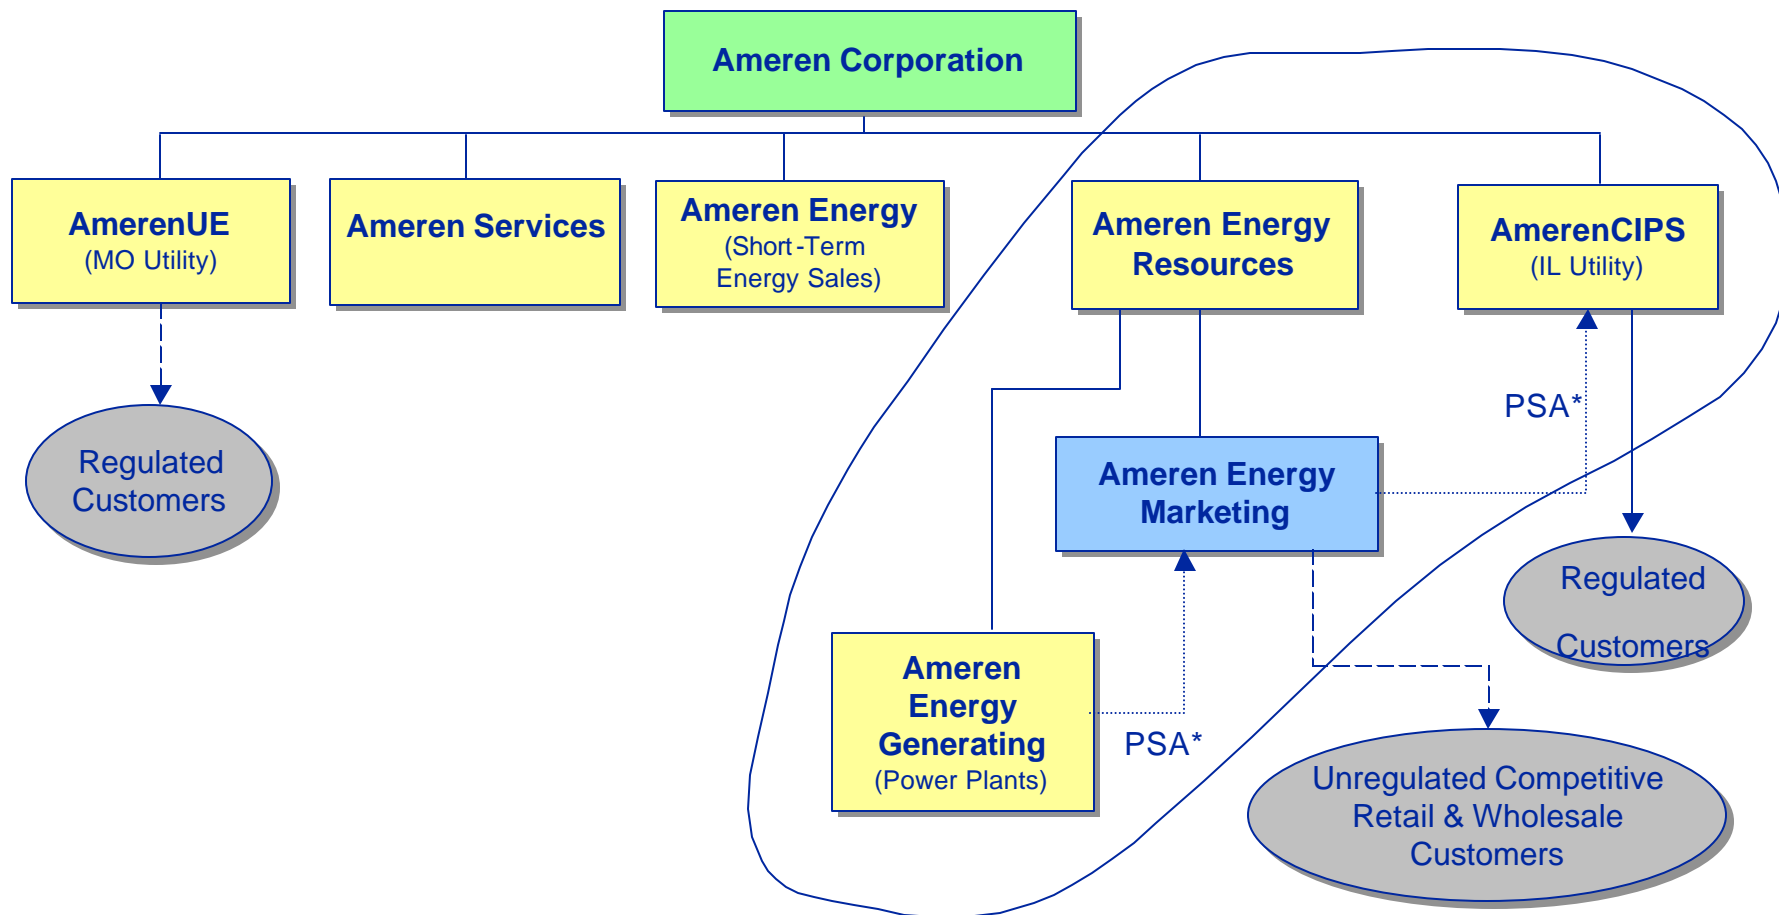 Ameren Corporation
AmerenUE
(MO Utility)
Ameren Services
Ameren Energy
(Short-Term
Energy Sales)
Ameren Energy
Resources
AmerenCIPS
(IL Utility)
PSA*
Regulated
Customers
Ameren Energy
Marketing
Regulated
Customers
Ameren
Energy
Generating
(Power Plants)
PSA*
Unregulated Competitive
Retail & Wholesale
Customers